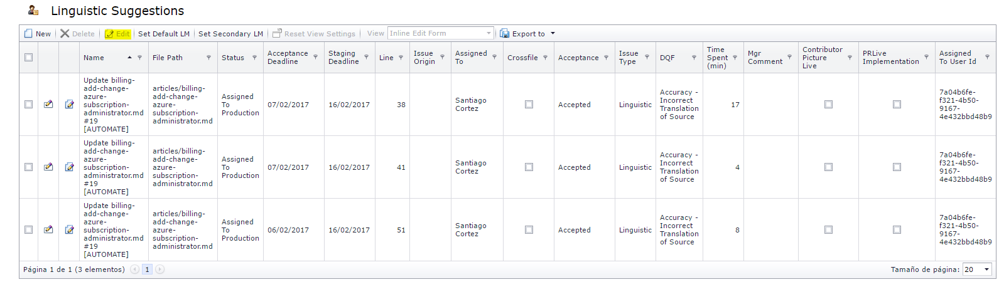 Linguistic Suggestions
New Delete Edit Set Default LM Set Secondary LM Reset View Settings View Inline Edit Form Export to
Name File Path Status Acceptance Deadline Staging Deadline Line Issue Origin Assigned To Crossfile Acceptance Issue Type DQF Time Spent (min) Mgr Comment Contributor Picture Live PRLive Implementation Assigned To User Id
Update billing-
add-change-
azure-
subscription-
administrator.md
#19
[AUTOMATE]
articles/billing-
add-change-
azure-
subscription-
administrator.md
Assigned
To
Production
07/02/2017
16/02/2017
38
Santiago
Cortez
Accepted
Linguistic
Accuracy -
Incorrect
Translation
of Source
17
7a04b6fe-
f321-4b50-
9167-
4e432bbd48b9
Update billing-
add-change-
azure-
subscription-
administrator.md
#19
[AUTOMATE]
articles/billing-
add-change-
azure-
subscription-
administrator.md
Assigned
To
Production
07/02/2017
16/02/2017
41
Santiago
Cortez
Accepted
Linguistic
Accuracy -
Incorrect
Translation
of Source
4
7a04b6fe-
f321-4b50-
9167-
4e432bbd48b9
Update billing-
add-change-
azure-
subscription-
administrator.md
#19
[AUTOMATE]
articles/billing-
add-change-
azure-
subscription-
administrator.md
Assigned
To
Production
06/02/2017
16/02/2017
51
Santiago
Cortez
Accepted
Linguistic
Accuracy -
Incorrect
Translation
of Source
8
7a04b6fe-
f321-4b50-
9167-
4e432bbd48b9
Página 1 de 1 (3 elementos) 1 Tamaño de página: 20